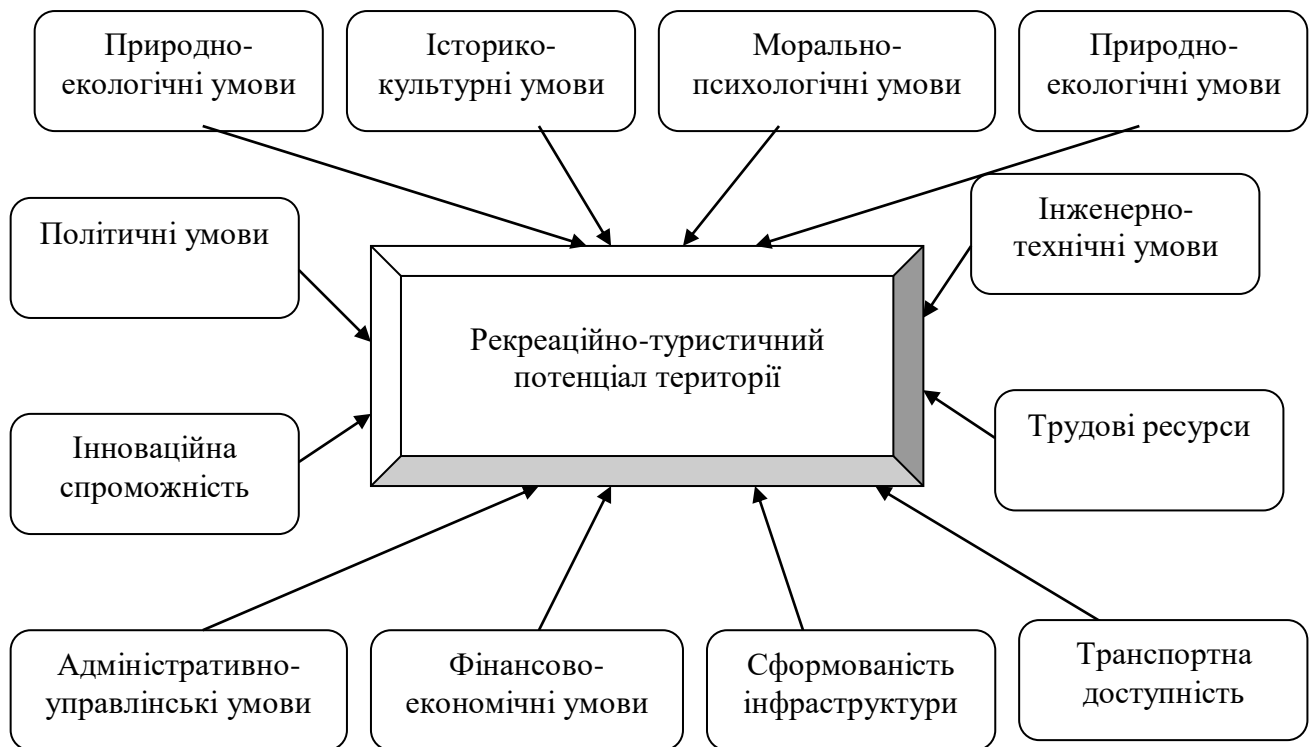 Природно-
екологічні умови
Історико-
культурні умови
Морально-
психологічні умови
Природно-
екологічні умови
Політичні умови
Інженерно-
технічні умови
Рекреаційно-туристичний
потенціал території
Інноваційна
спроможність
Трудові ресурси
Адміністративно-
управлінські умови
Фінансово-
економічні умови
Сформованість
інфраструктури
Транспортна
доступність